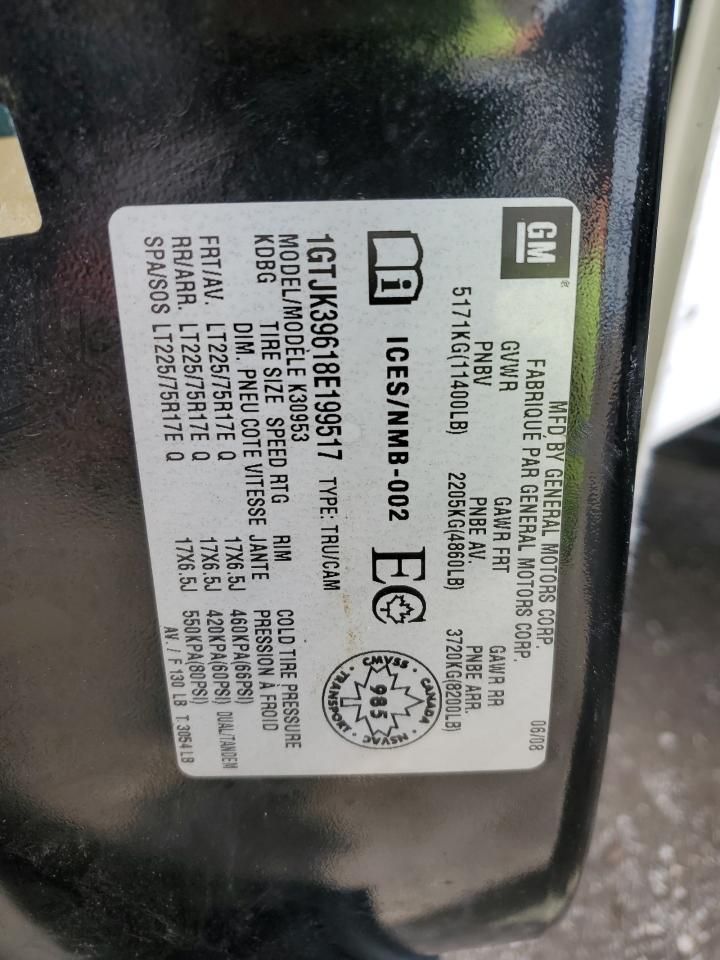 GM
MFD BY GENERAL MOTORS CORP.
FABRIQUÉ PAR GENERAL MOTORS CORP.
06/08
GVWR GAWR FRT GAWR RR
PNBV PNBE AV. PNBE ARR.
5171KG(11400LB) 2205KG(4860LB) 3720KG(8200LB)
i ICES/NMB-002 EC
CMVSS CANADA 985 NSVAC TRANSPORT
1GTJK39618E199517 TYPE: TRU/CAM
MODEL/MODÈLE K30953
KDBG TIRE SIZE SPEED RTG RIM COLD TIRE PRESSURE
DIM. PNEU COTE VITESSE JANTE PRESSION À FROID
FRT/AV. LT225/75R17E Q 17X6.5J 460KPA(66PSI)
RR/ARR. LT225/75R17E Q 17X6.5J 420KPA(60PSI) DUAL/TANDEM
SPA/SOS LT225/75R17E Q 17X6.5J 550KPA(80PSI)
AV. / F 130 LB T 3054 LB